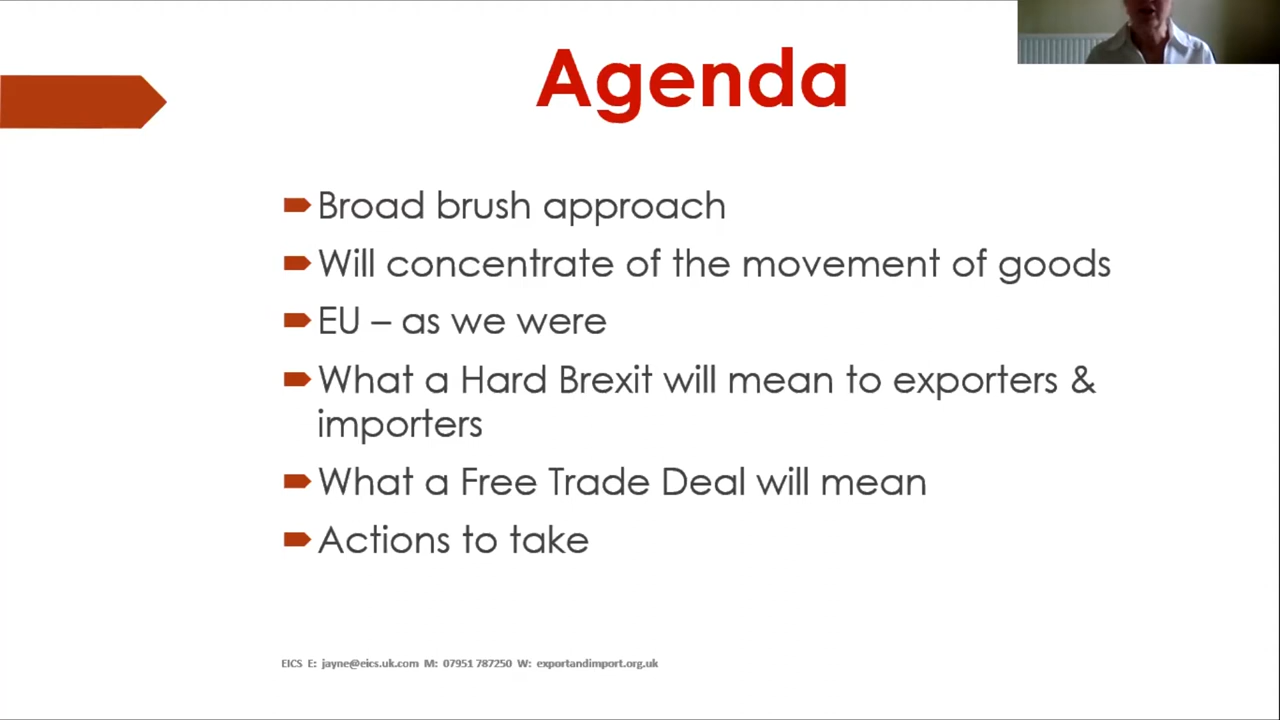 Agenda
Broad brush approach
Will concentrate of the movement of goods
EU – as we were
What a Hard Brexit will mean to exporters &
importers
What a Free Trade Deal will mean
Actions to take
EICS E: jayne@eics.uk.com M: 07951 787250 W: exportandimport.org.uk